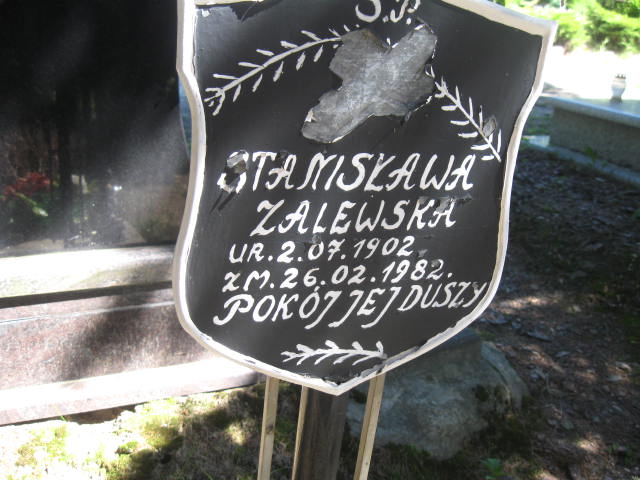 Ś.P.
STANISŁAWA
ZALEWSKA
UR.2.07.1902.
ZM.26.02.1982.
POKÓJ JEJ DUSZY